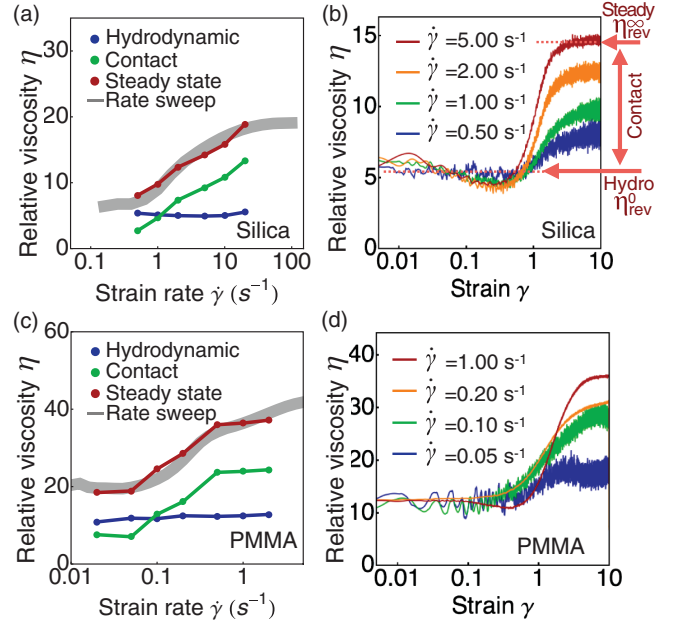 (a)
Relative viscosity η
30
20
10
0
Hydrodynamic
Contact
Steady state
Rate sweep
Silica
0.1 1 10 100
Strain rate γ̇ (s⁻¹)
(b)
Relative viscosity η
15
10
5
0
γ̇ =5.00 s⁻¹
γ̇ =2.00 s⁻¹
γ̇ =1.00 s⁻¹
γ̇ =0.50 s⁻¹
Silica
0.01 0.1 1 10
Strain γ
Steady
η∞rev
Contact
Hydro
η0rev
(c)
Relative viscosity η
60
40
20
0
Hydrodynamic
Contact
Steady state
Rate sweep
PMMA
0.01 0.1 1
Strain rate γ̇ (s⁻¹)
(d)
Relative viscosity η
40
30
20
10
0
γ̇ =1.00 s⁻¹
γ̇ =0.20 s⁻¹
γ̇ =0.10 s⁻¹
γ̇ =0.05 s⁻¹
PMMA
0.01 0.1 1 10
Strain γ